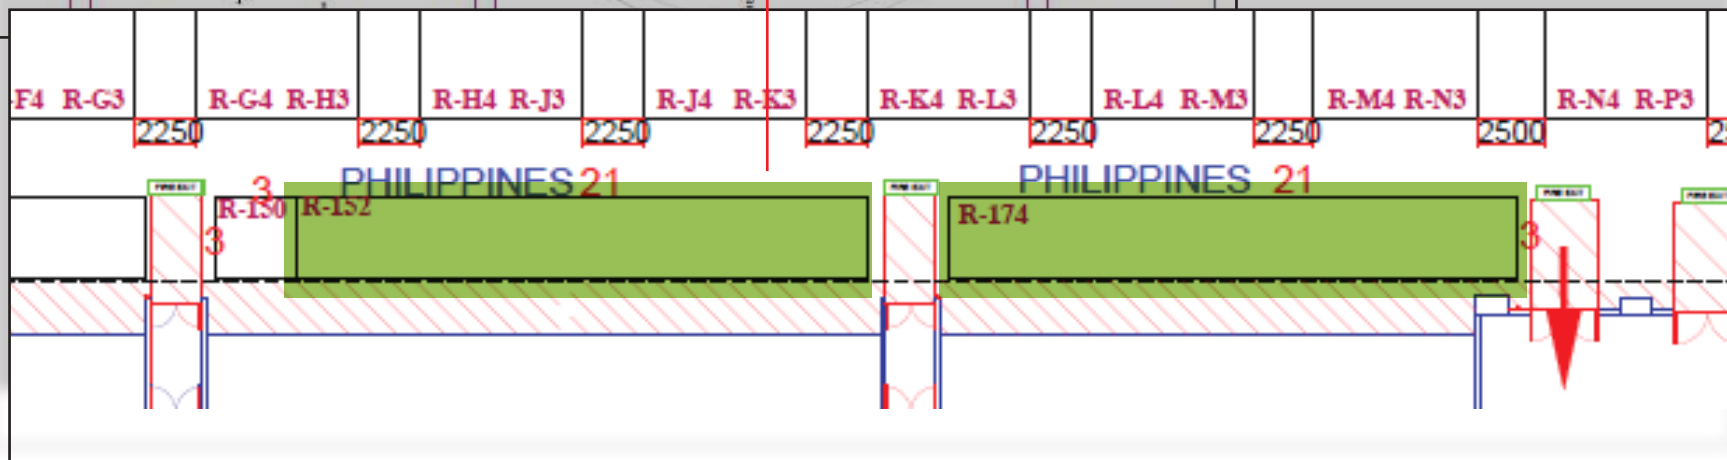 -F4 R-G3 R-G4 R-H3 R-H4 R-J3 R-J4 R-K3 R-K4 R-L3 R-L4 R-M3 R-M4 R-N3 R-N4 R-P3
2250 2250 2250 2250 2250 2250 2500
PHILIPPINES 21 PHILIPPINES 21
3
R-150 R-152 R-174
3 3